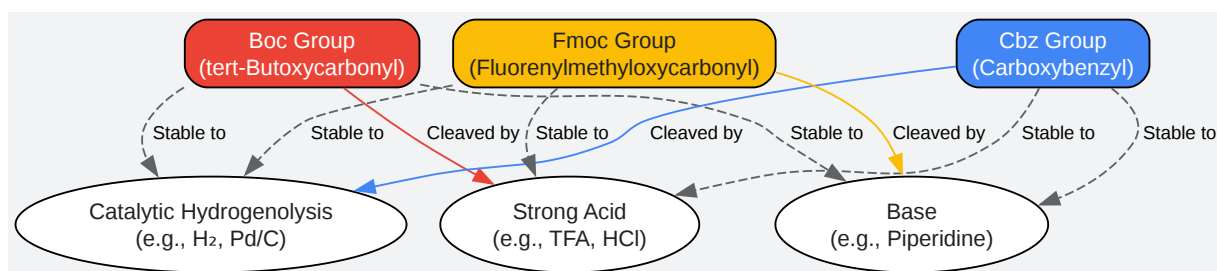 Boc Group
(tert-Butoxycarbonyl)
Fmoc Group
(Fluorenylmethyloxycarbonyl)
Cbz Group
(Carboxybenzyl)
Stable to
Stable to
Cleaved by
Stable to
Cleaved by
Stable to
Cleaved by
Stable to
Stable to
Catalytic Hydrogenolysis
(e.g., H₂, Pd/C)
Strong Acid
(e.g., TFA, HCl)
Base
(e.g., Piperidine)